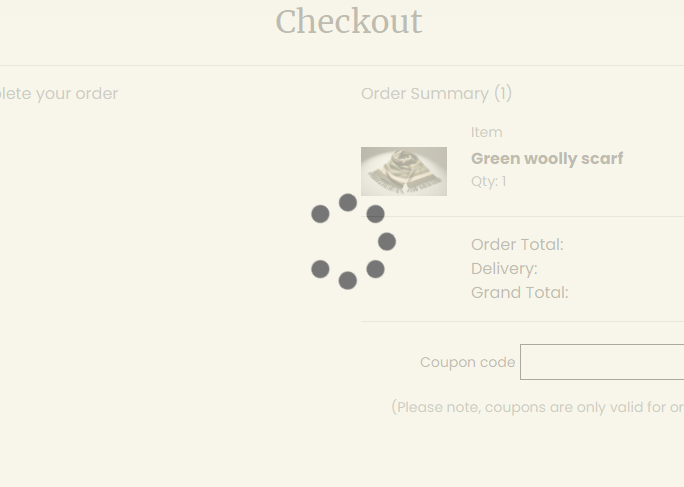 Checkout
lete your order
Order Summary (1)
Item
Green woolly scarf
Qty: 1
Order Total:
Delivery:
Grand Total:
Coupon code
(Please note, coupons are only valid for or